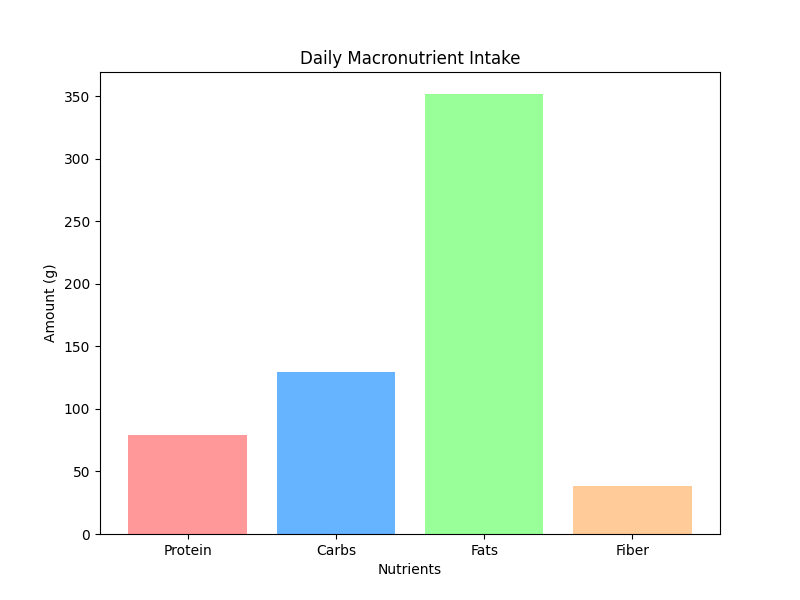 Daily Macronutrient Intake
350
300
250
200
150
100
50
0
Amount (g)
Protein Carbs Fats Fiber
Nutrients